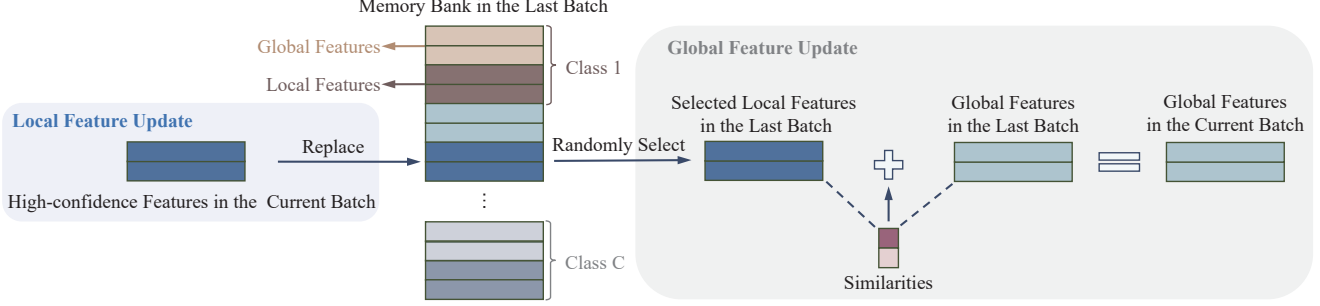 Memory Bank in the Last Batch
Global Features
Local Features
Class 1
Local Feature Update
Replace
High-confidence Features in the Current Batch
Randomly Select
⋮
Class C
Global Feature Update
Selected Local Features
in the Last Batch
Global Features
in the Last Batch
Global Features
in the Current Batch
Similarities